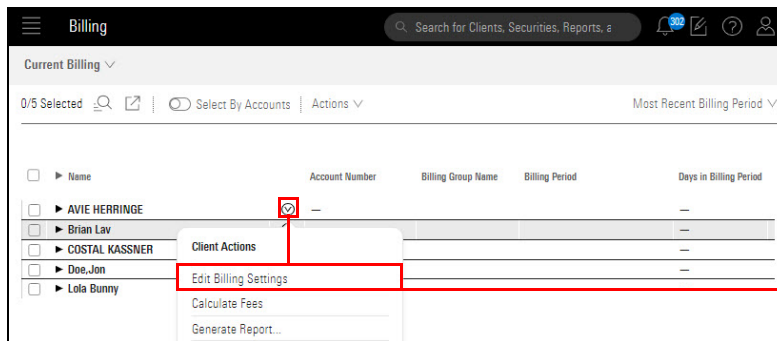 Billing
Search for Clients, Securities, Reports, a
302
Current Billing
0/5 Selected Select By Accounts Actions Most Recent Billing Period
Name Account Number Billing Group Name Billing Period Days in Billing Period
AVIE HERRINGE — —
Brian Lav —
COSTAL KASSNER —
Doe,Jon —
Lola Bunny
Client Actions
Edit Billing Settings
Calculate Fees
Generate Report...